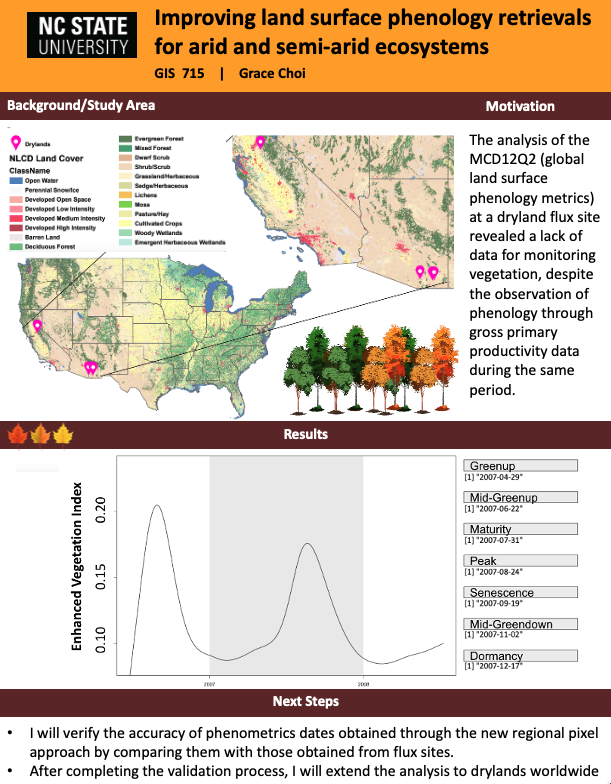 NC STATE
UNIVERSITY
Improving land surface phenology retrievals
for arid and semi-arid ecosystems
GIS 715 | Grace Choi
Background/Study Area
Motivation
Drylands
NLCD Land Cover
ClassName
Open Water
Perennial Snow/Ice
Developed Open Space
Developed Low Intensity
Developed Medium Intensity
Developed High Intensity
Barren Land
Deciduous Forest
Evergreen Forest
Mixed Forest
Dwarf Scrub
Shrub/Scrub
Grassland/Herbaceous
Sedge/Herbaceous
Lichens
Moss
Pasture/Hay
Cultivated Crops
Woody Wetlands
Emergent Herbaceous Wetlands
The analysis of the
MCD12Q2 (global
land surface
phenology metrics)
at a dryland flux site
revealed a lack of
data for monitoring
vegetation, despite
the observation of
phenology through
gross primary
productivity data
during the same
period.
Results
Enhanced Vegetation Index
0.20
0.15
0.10
2007
2008
Greenup
[1] "2007-04-29"
Mid-Greenup
[1] "2007-06-22"
Maturity
[1] "2007-07-31"
Peak
[1] "2007-08-24"
Senescence
[1] "2007-09-19"
Mid-Greendown
[1] "2007-11-02"
Dormancy
[1] "2007-12-17"
Next Steps
• I will verify the accuracy of phenometrics dates obtained through the new regional pixel
approach by comparing them with those obtained from flux sites.
• After completing the validation process, I will extend the analysis to drylands worldwide